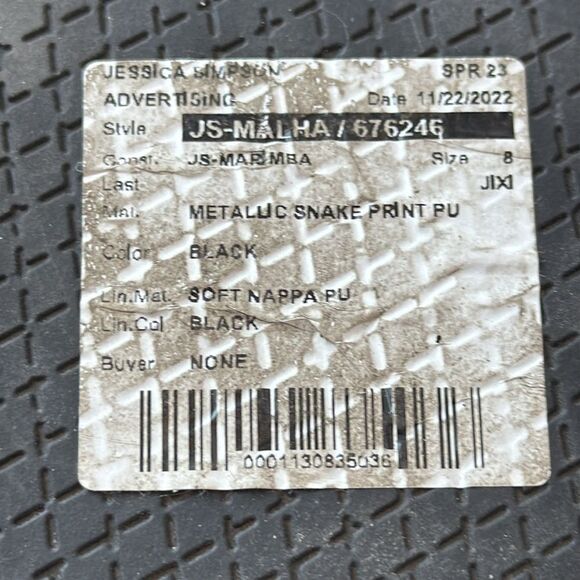 JESSICA SIMPSON SPR 23
ADVERTISING Date 11/22/2022
Style JS-MALHA / 676246
Const. JS-MARIMBA Size 8
Last JIXI
Mat. METALLIC SNAKE PRINT PU
Color BLACK
Lin.Mat. SOFT NAPPA PU
Lin.Col BLACK
Buyer NONE
0001130835036